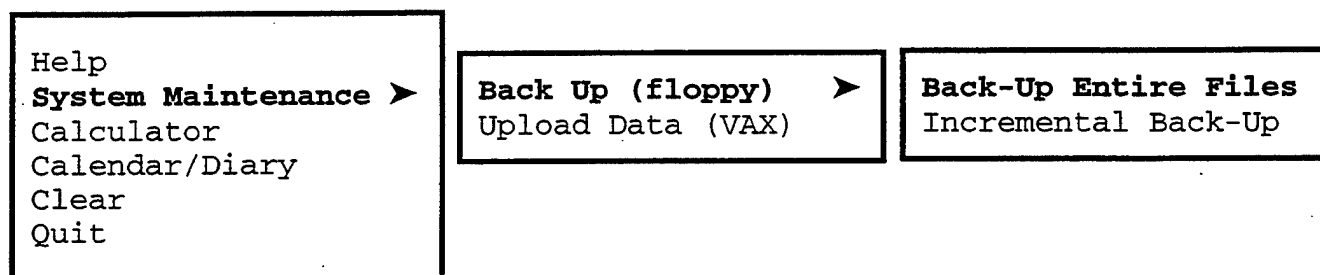 Help
System Maintenance ➤
Calculator
Calendar/Diary
Clear
Quit
Back Up (floppy) ➤
Upload Data (VAX)
Back-Up Entire Files
Incremental Back-Up